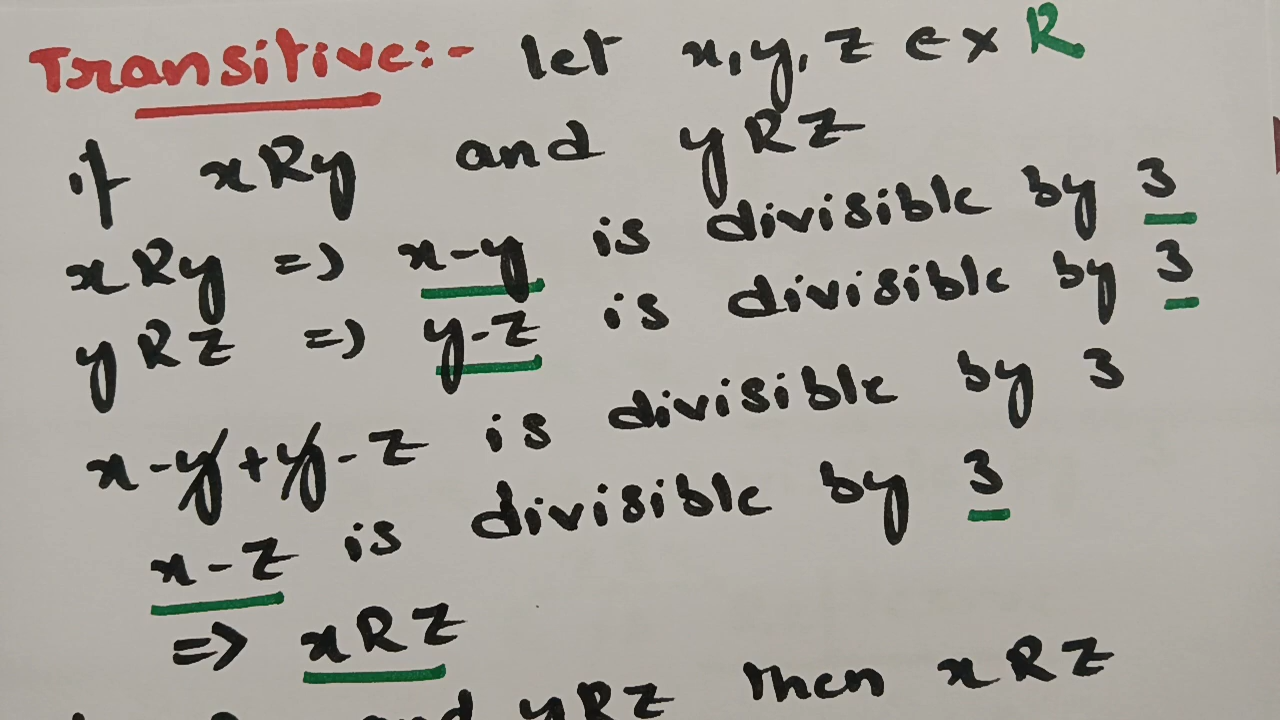 Transitive:- let x, y, z ∈ x R
if xRy and yRz
xRy => x-y is divisible by 3
yRz => y-z is divisible by 3
x-y+y-z is divisible by 3
x-z is divisible by 3
=> xRz
and yRz then xRz